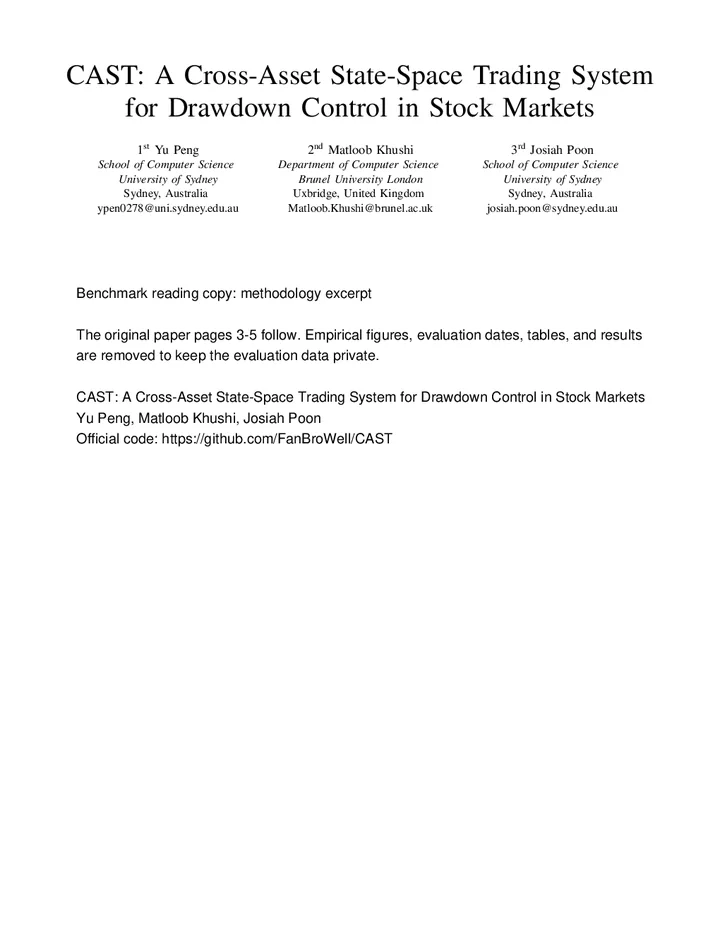 CAST: A Cross-Asset State-Space Trading System
for Drawdown Control in Stock Markets
1st Yu Peng
School of Computer Science
University of Sydney
Sydney, Australia
ypen0278@uni.sydney.edu.au
2nd Matloob Khushi
Department of Computer Science
Brunel University London
Uxbridge, United Kingdom
Matloob.Khushi@brunel.ac.uk
3rd Josiah Poon
School of Computer Science
University of Sydney
Sydney, Australia
josiah.poon@sydney.edu.au
Benchmark reading copy: methodology excerpt
The original paper pages 3-5 follow. Empirical figures, evaluation dates, tables, and results
are removed to keep the evaluation data private.
CAST: A Cross-Asset State-Space Trading System for Drawdown Control in Stock Markets
Yu Peng, Matloob Khushi, Josiah Poon
Official code: https://github.com/FanBroWell/CAST